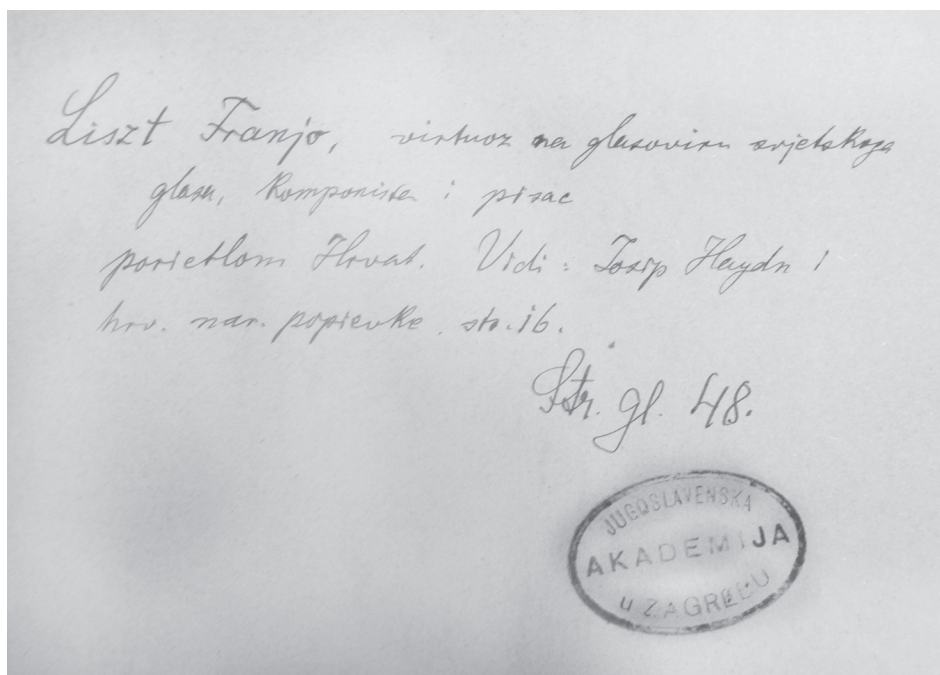 Liszt Franjo, virtuoz na glasoviru svjetskoga
glasa, komponista i pisac
porietlom Hrvat. Vidi: Josip Haydn i
hrv. nar. popievke. str. 16.
Str. gl. 48.
JUGOSLAVENSKA
AKADEMIJA
u ZAGREBU